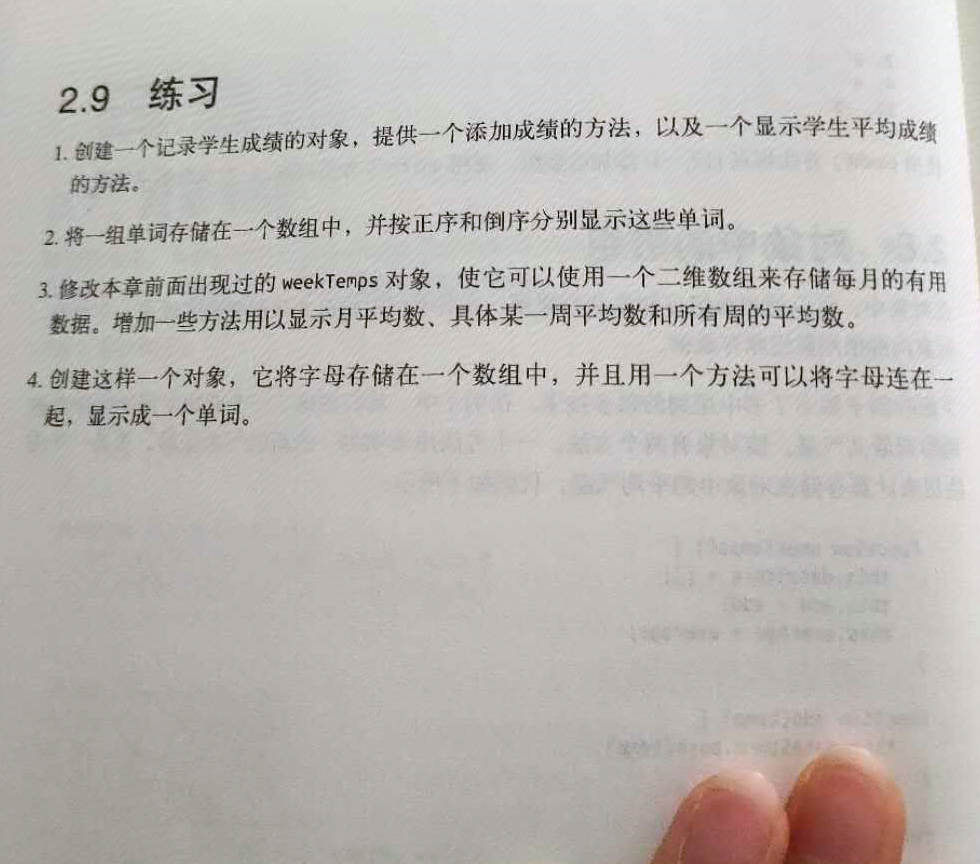 2.9 练习
1. 创建一个记录学生成绩的对象，提供一个添加成绩的方法，以及一个显示学生平均成绩
的方法。
2. 将一组单词存储在一个数组中，并按正序和倒序分别显示这些单词。
3. 修改本章前面出现过的 weekTemps 对象，使它可以使用一个二维数组来存储每月的有用
数据。增加一些方法用以显示月平均数、具体某一周平均数和所有周的平均数。
4. 创建这样一个对象，它将字母存储在一个数组中，并且用一个方法可以将字母连在一
起，显示成一个单词。